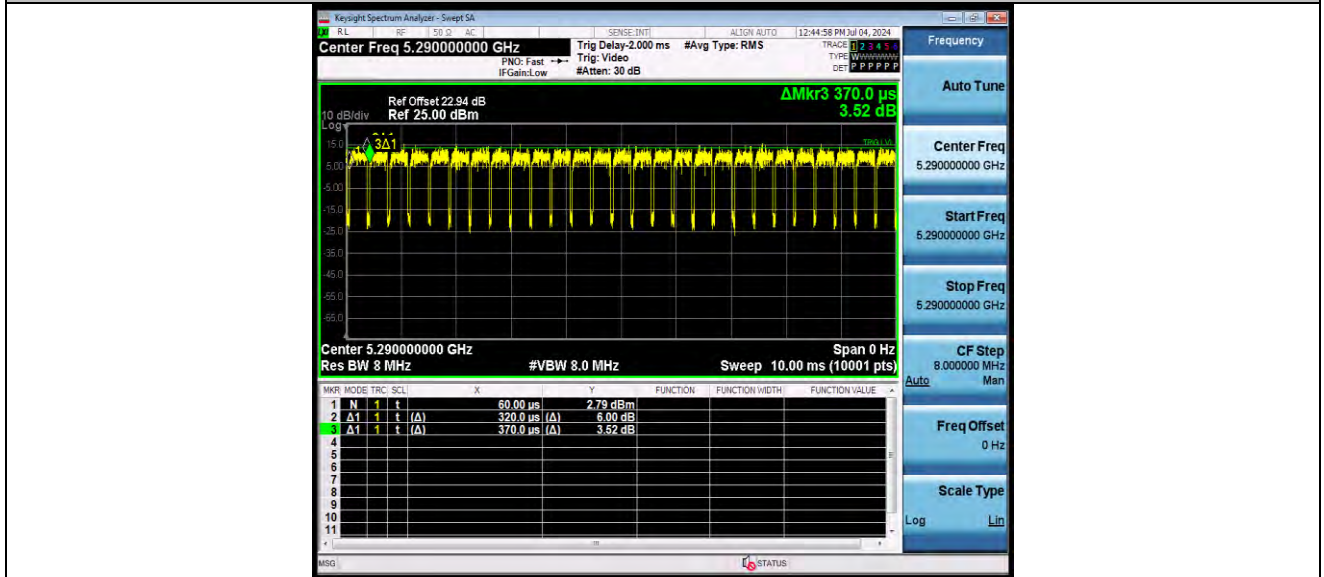 Keysight Spectrum Analyzer - Swept SA
RL RF 50 Ω AC SENSE:INT ALIGN AUTO 12:44:58 PM Jul 04, 2024
Center Freq 5.290000000 GHz
PNO: Fast
IFGain:Low
Trig Delay-2.000 ms
Trig: Video
#Atten: 30 dB
#Avg Type: RMS
TRACE 1 2 3 4 5 6
TYPE WWWWWW
DET P P P P P P
ΔMkr3 370.0 µs
3.52 dB
Ref Offset 22.94 dB
10 dB/div Ref 25.00 dBm
Log
15.0
5.00
-5.00
-15.0
-25.0
-35.0
-45.0
-55.0
-65.0
3Δ1
TRIG LVL
Center 5.290000000 GHz Span 0 Hz
Res BW 8 MHz #VBW 8.0 MHz Sweep 10.00 ms (10001 pts)
MKR MODE TRC SCL X Y FUNCTION FUNCTION WIDTH FUNCTION VALUE
1 N 1 t 60.00 µs 2.79 dBm
2 Δ1 1 t (Δ) 320.0 µs (Δ) 6.00 dB
3 Δ1 1 t (Δ) 370.0 µs (Δ) 3.52 dB
4
5
6
7
8
9
10
11
MSG STATUS
Frequency
Auto Tune
Center Freq
5.290000000 GHz
Start Freq
5.290000000 GHz
Stop Freq
5.290000000 GHz
CF Step
8.000000 MHz
Auto Man
Freq Offset
0 Hz
Scale Type
Log Lin